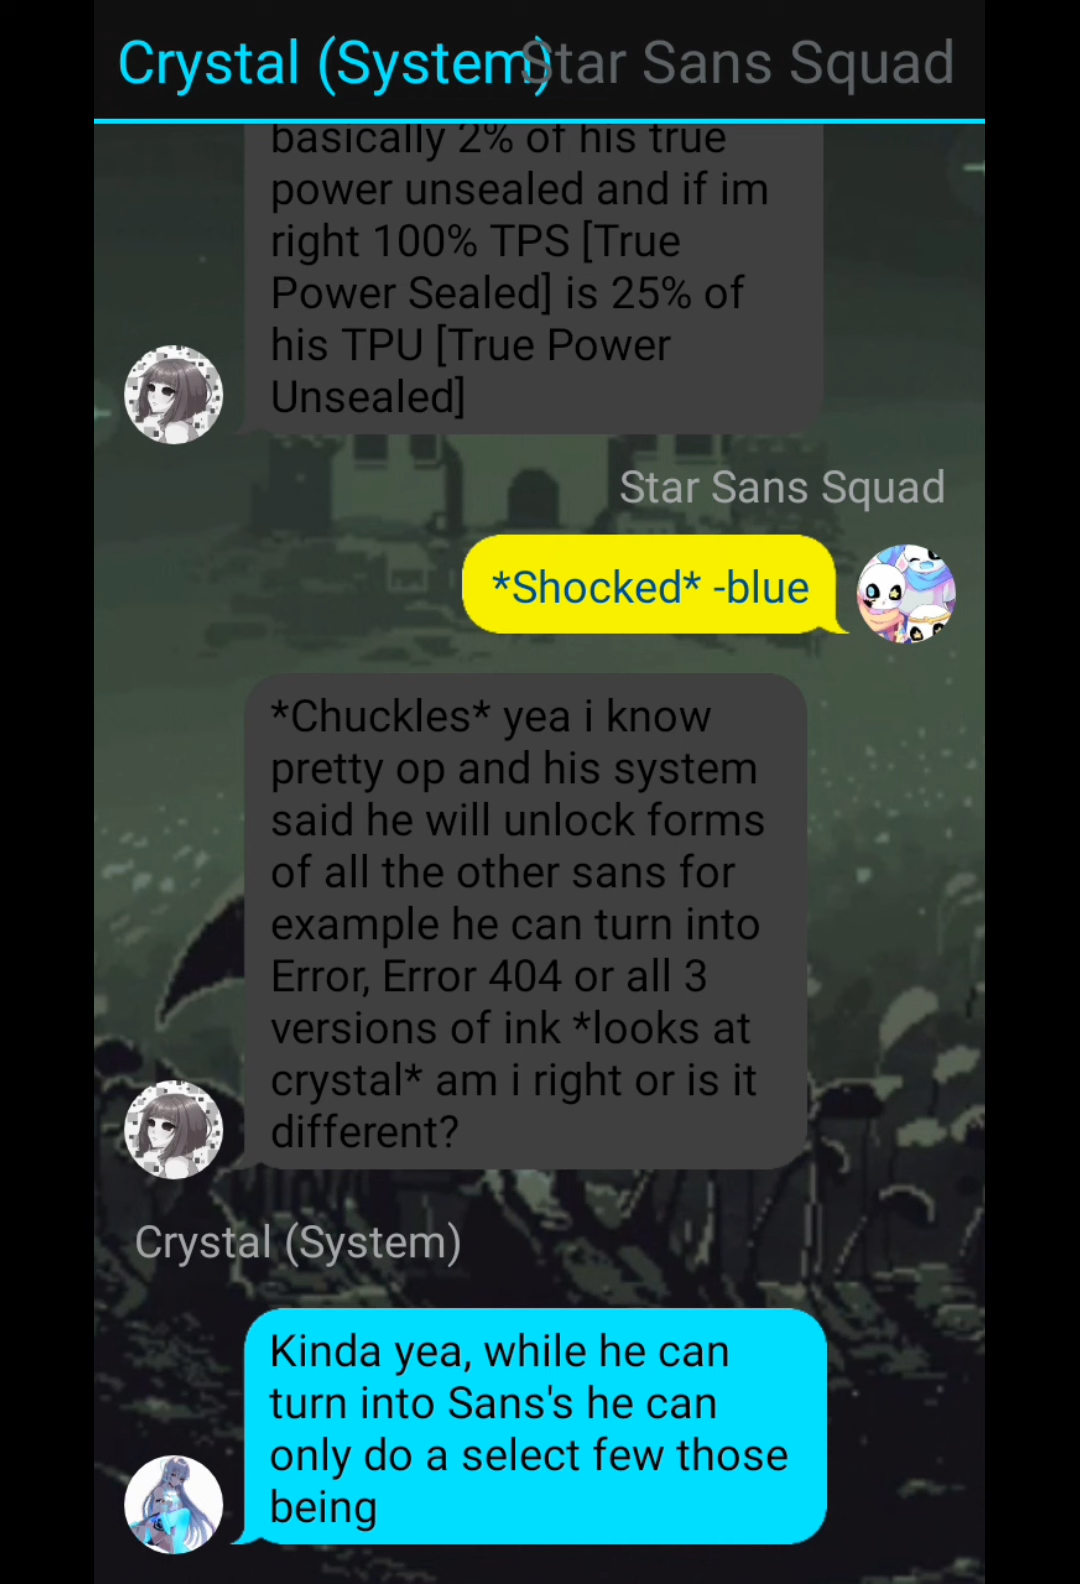 Crystal (System) Star Sans Squad
basically 2% of his true
power unsealed and if im
right 100% TPS [True
Power Sealed] is 25% of
his TPU [True Power
Unsealed]
Star Sans Squad
*Shocked* -blue
*Chuckles* yea i know
pretty op and his system
said he will unlock forms
of all the other sans for
example he can turn into
Error, Error 404 or all 3
versions of ink *looks at
crystal* am i right or is it
different?
Crystal (System)
Kinda yea, while he can
turn into Sans's he can
only do a select few those
being